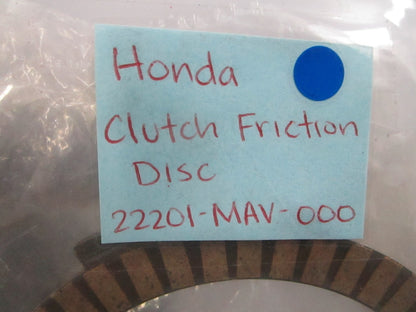 Honda
Clutch Friction
Disc
22201-MAV-000